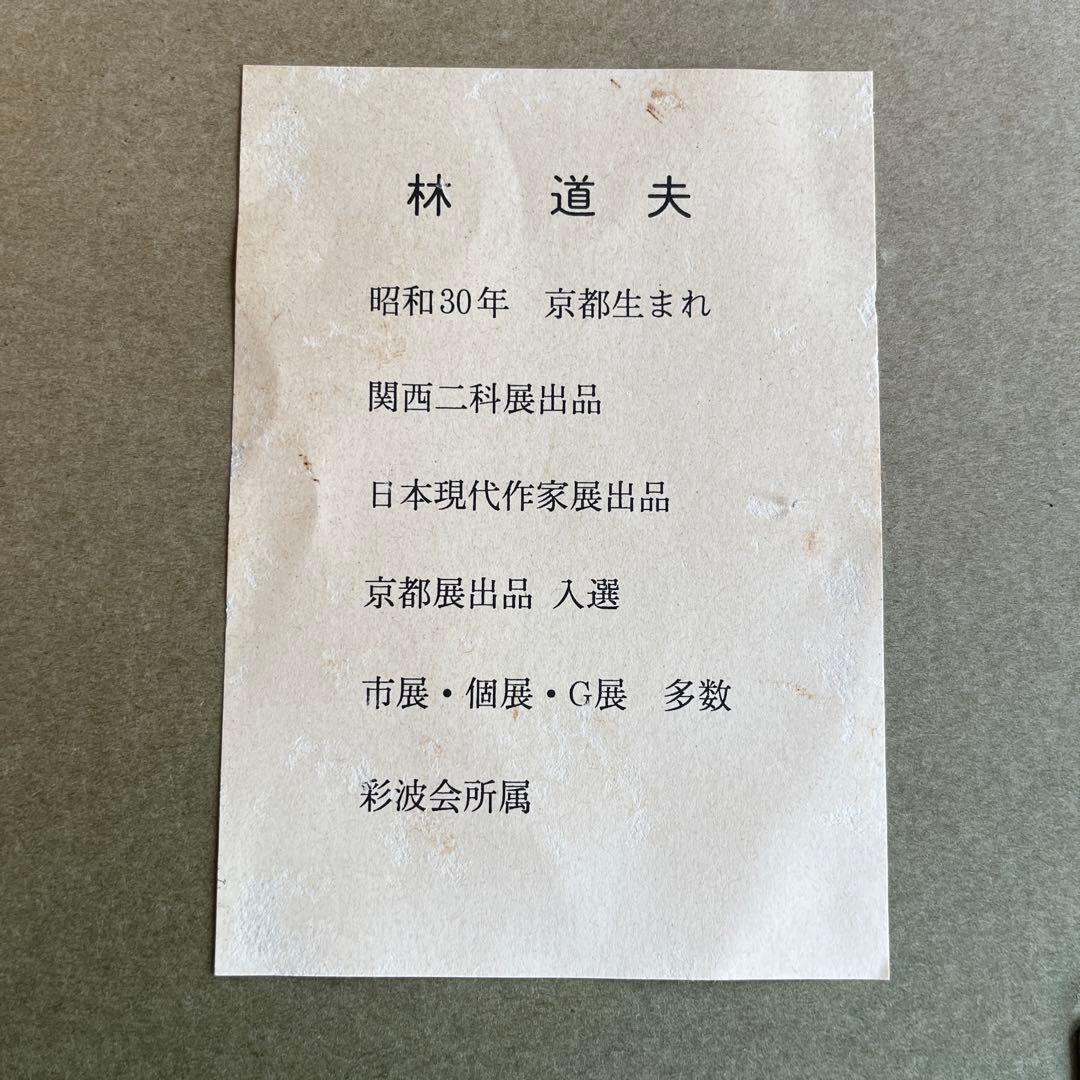 林 道夫
昭和30年 京都生まれ
関西二科展出品
日本現代作家展出品
京都展出品 入選
市展・個展・G展 多数
彩波会所属